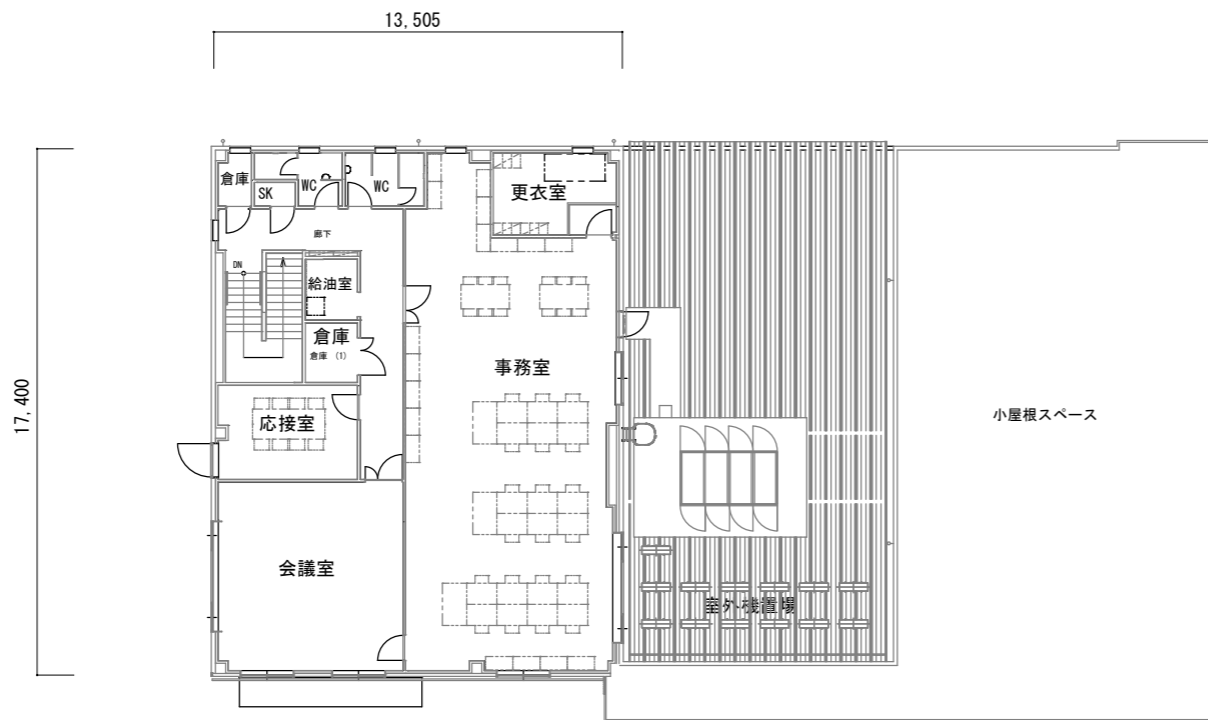 13,505
17,400
倉庫
SK
WC
WC
更衣室
廊下
DN
給油室
倉庫
倉庫 (1)
事務室
応接室
小屋根スペース
会議室
室外機置場